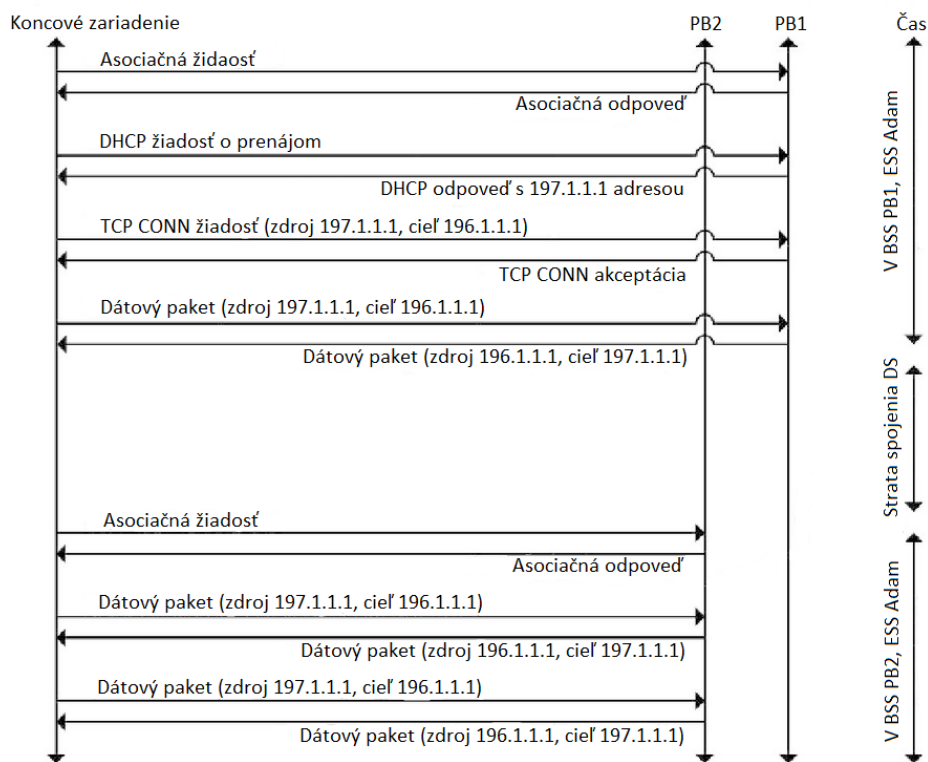 Koncové zariadenie
PB2
PB1
Čas
Asociačná židaosť
Asociačná odpoveď
DHCP žiadosť o prenájom
DHCP odpoveď s 197.1.1.1 adresou
TCP CONN žiadosť (zdroj 197.1.1.1, cieľ 196.1.1.1)
TCP CONN akceptácia
Dátový paket (zdroj 197.1.1.1, cieľ 196.1.1.1)
Dátový paket (zdroj 196.1.1.1, cieľ 197.1.1.1)
V BSS PB1, ESS Adam
Strata spojenia DS
Asociačná žiadosť
Asociačná odpoveď
Dátový paket (zdroj 197.1.1.1, cieľ 196.1.1.1)
Dátový paket (zdroj 196.1.1.1, cieľ 197.1.1.1)
Dátový paket (zdroj 197.1.1.1, cieľ 196.1.1.1)
Dátový paket (zdroj 196.1.1.1, cieľ 197.1.1.1)
V BSS PB2, ESS Adam